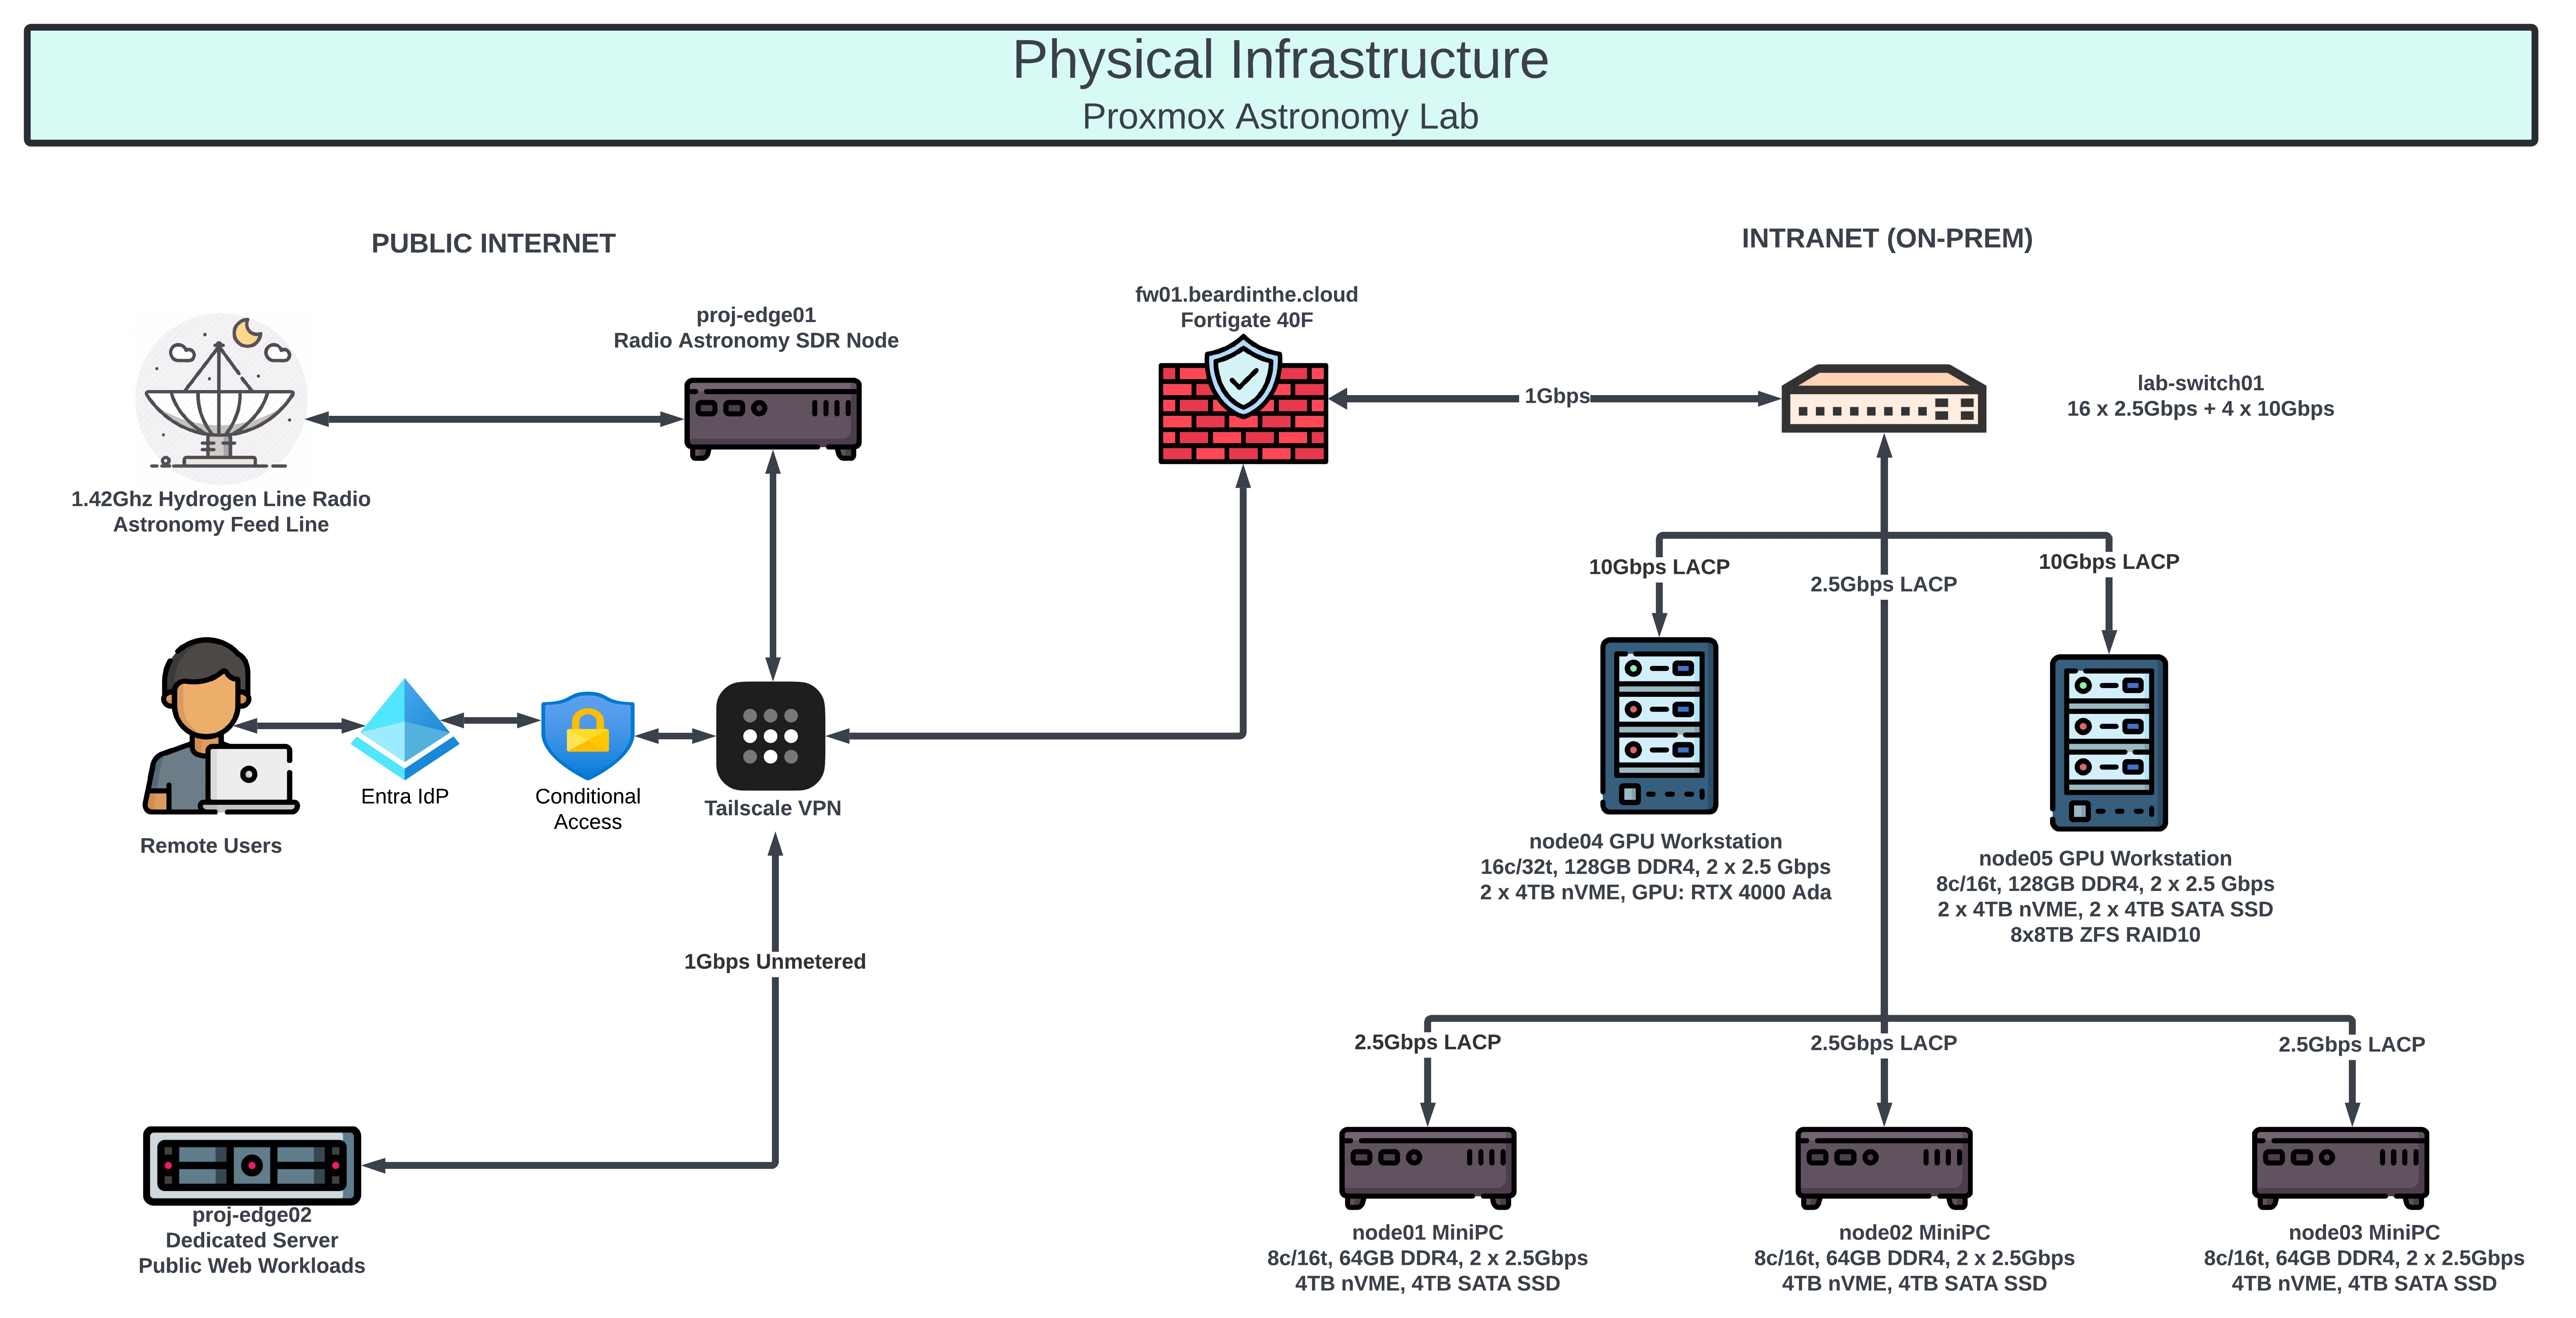 Physical Infrastructure
Proxmox Astronomy Lab
PUBLIC INTERNET
INTRANET (ON-PREM)
proj-edge01
Radio Astronomy SDR Node
fw01.beardinthe.cloud
Fortigate 40F
1Gbps
lab-switch01
16 x 2.5Gbps + 4 x 10Gbps
1.42Ghz Hydrogen Line Radio
Astronomy Feed Line
10Gbps LACP
2.5Gbps LACP
10Gbps LACP
Remote Users
Entra IdP
Conditional
Access
Tailscale VPN
node04 GPU Workstation
16c/32t, 128GB DDR4, 2 x 2.5 Gbps
2 x 4TB nVME, GPU: RTX 4000 Ada
node05 GPU Workstation
8c/16t, 128GB DDR4, 2 x 2.5 Gbps
2 x 4TB nVME, 2 x 4TB SATA SSD
8x8TB ZFS RAID10
1Gbps Unmetered
2.5Gbps LACP
2.5Gbps LACP
2.5Gbps LACP
proj-edge02
Dedicated Server
Public Web Workloads
node01 MiniPC
8c/16t, 64GB DDR4, 2 x 2.5Gbps
4TB nVME, 4TB SATA SSD
node02 MiniPC
8c/16t, 64GB DDR4, 2 x 2.5Gbps
4TB nVME, 4TB SATA SSD
node03 MiniPC
8c/16t, 64GB DDR4, 2 x 2.5Gbps
4TB nVME, 4TB SATA SSD